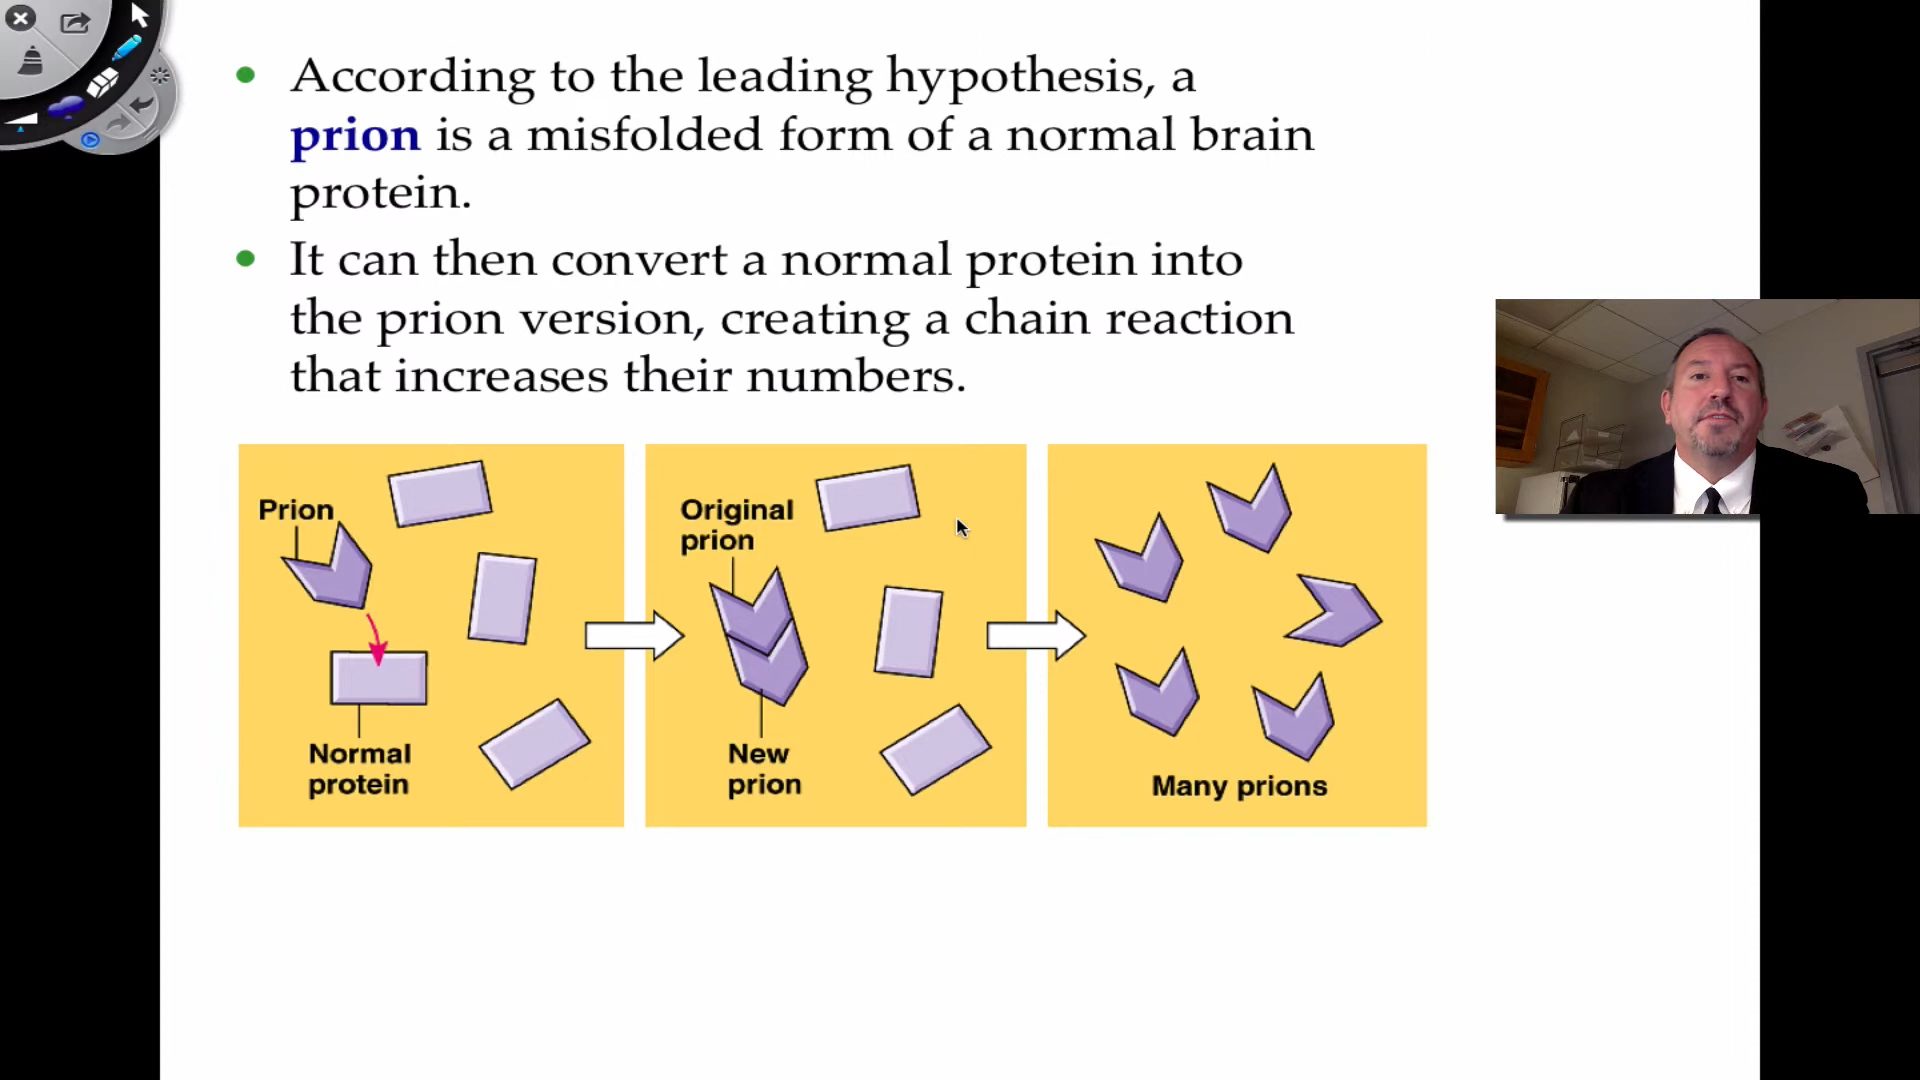 According to the leading hypothesis, a
prion is a misfolded form of a normal brain
protein.
It can then convert a normal protein into
the prion version, creating a chain reaction
that increases their numbers.
Prion
Normal
protein
Original
prion
New
prion
Many prions